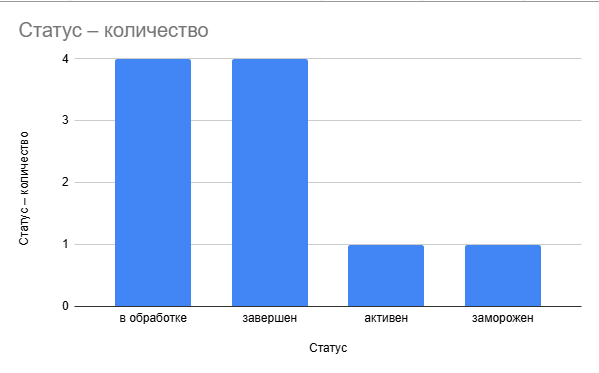 Статус – количество
Статус – количество
4
3
2
1
0
в обработке
завершен
активен
заморожен
Статус